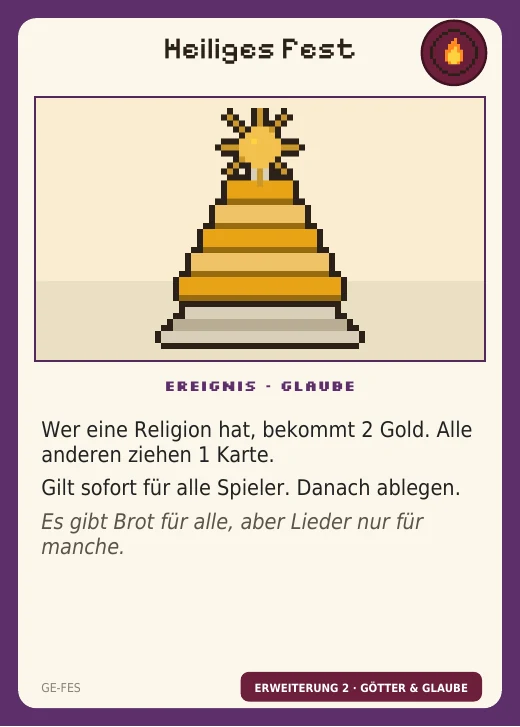 Heiliges Fest
EREIGNIS · GLAUBE
Wer eine Religion hat, bekommt 2 Gold. Alle
anderen ziehen 1 Karte.
Gilt sofort für alle Spieler. Danach ablegen.
Es gibt Brot für alle, aber Lieder nur für
manche.
GE-FES
ERWEITERUNG 2 · GÖTTER & GLAUBE